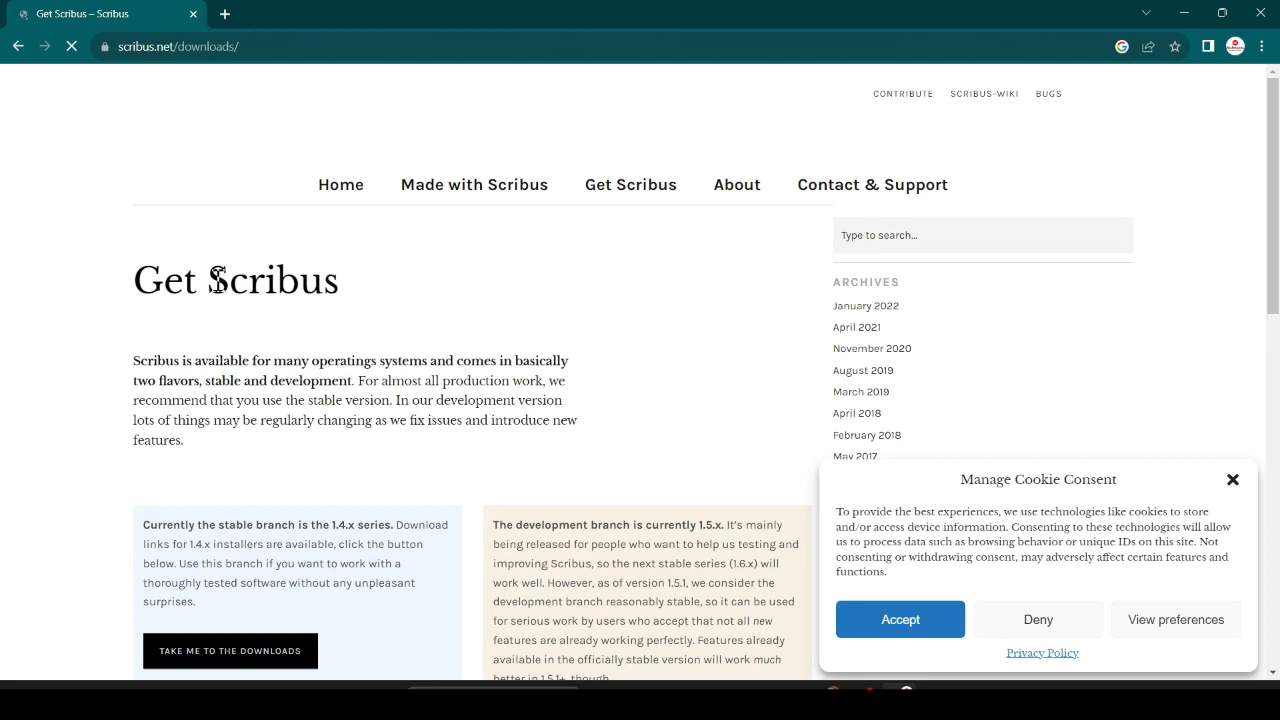 Get Scribus – Scribus
scribus.net/downloads/
CONTRIBUTE SCRIBUS-WIKI BUGS
Home Made with Scribus Get Scribus About Contact & Support
Type to search...
Get Scribus
ARCHIVES
January 2022
April 2021
November 2020
August 2019
March 2019
April 2018
February 2018
May 2017
Scribus is available for many operatings systems and comes in basically
two flavors, stable and development. For almost all production work, we
recommend that you use the stable version. In our development version
lots of things may be regularly changing as we fix issues and introduce new
features.
Currently the stable branch is the 1.4.x series. Download
links for 1.4.x installers are available, click the button
below. Use this branch if you want to work with a
thoroughly tested software without any unpleasant
surprises.
TAKE ME TO THE DOWNLOADS
The development branch is currently 1.5.x. It's mainly
being released for people who want to help us testing and
improving Scribus, so the next stable series (1.6.x) will
work well. However, as of version 1.5.1, we consider the
development branch reasonably stable, so it can be used
for serious work by users who accept that not all new
features are already working perfectly. Features already
available in the officially stable version will work much
better in 1.5.1+, though.
Manage Cookie Consent
To provide the best experiences, we use technologies like cookies to store
and/or access device information. Consenting to these technologies will allow
us to process data such as browsing behavior or unique IDs on this site. Not
consenting or withdrawing consent, may adversely affect certain features and
functions.
Accept Deny View preferences
Privacy Policy